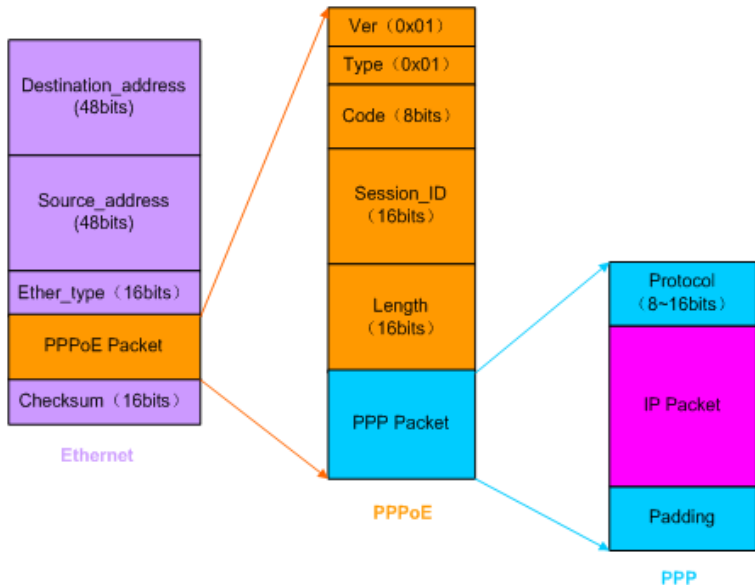 Destination_address
(48bits)
Source_address
(48bits)
Ether_type（16bits）
PPPoE Packet
Checksum（16bits）
Ethernet
Ver（0x01）
Type（0x01）
Code（8bits）
Session_ID
（16bits）
Length
（16bits）
PPP Packet
PPPoE
Protocol
（8~16bits）
IP Packet
Padding
PPP